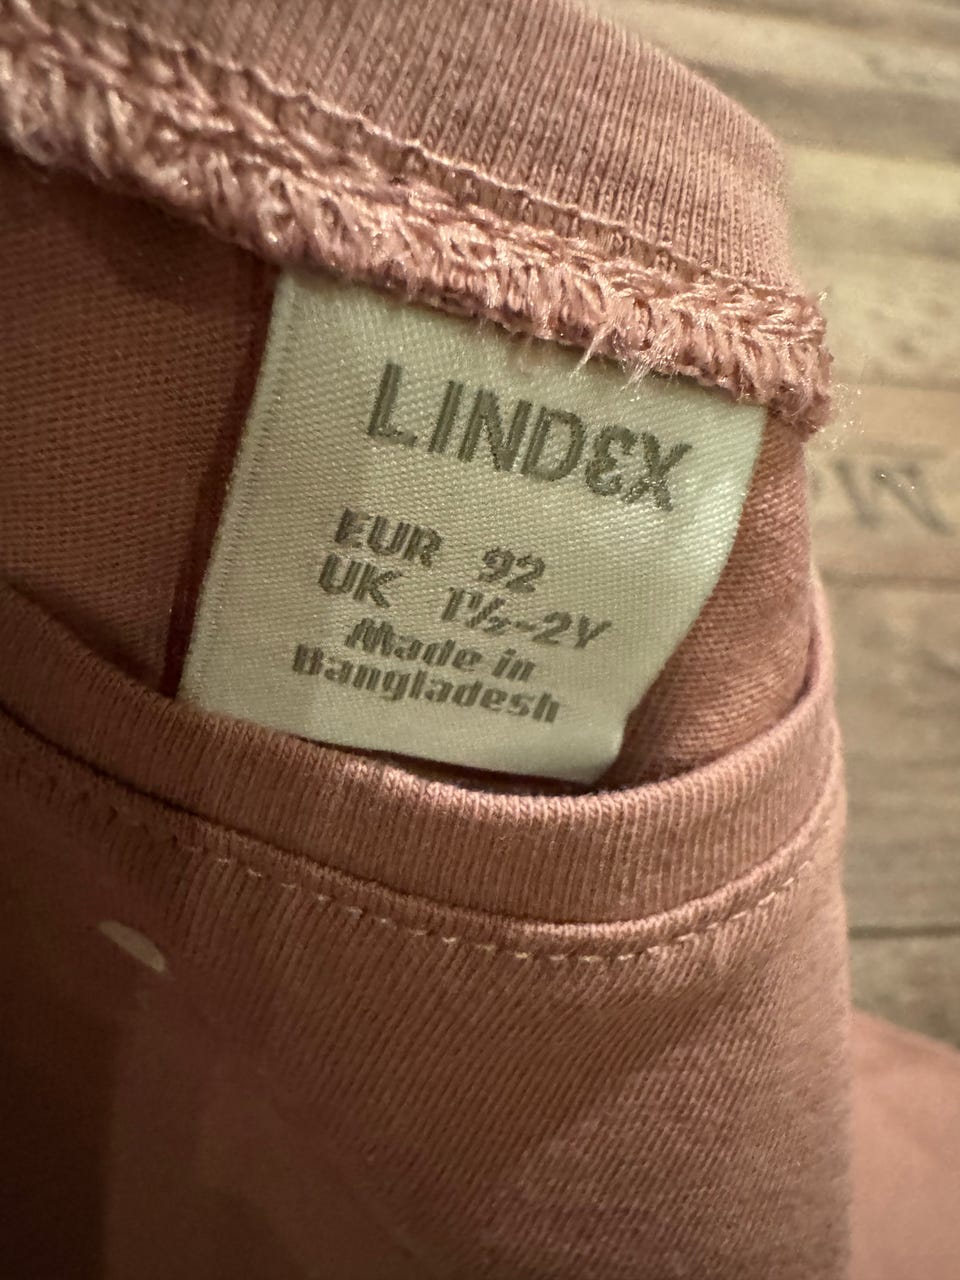 LINDEX
EUR 92
UK 1½-2Y
Made in
Bangladesh